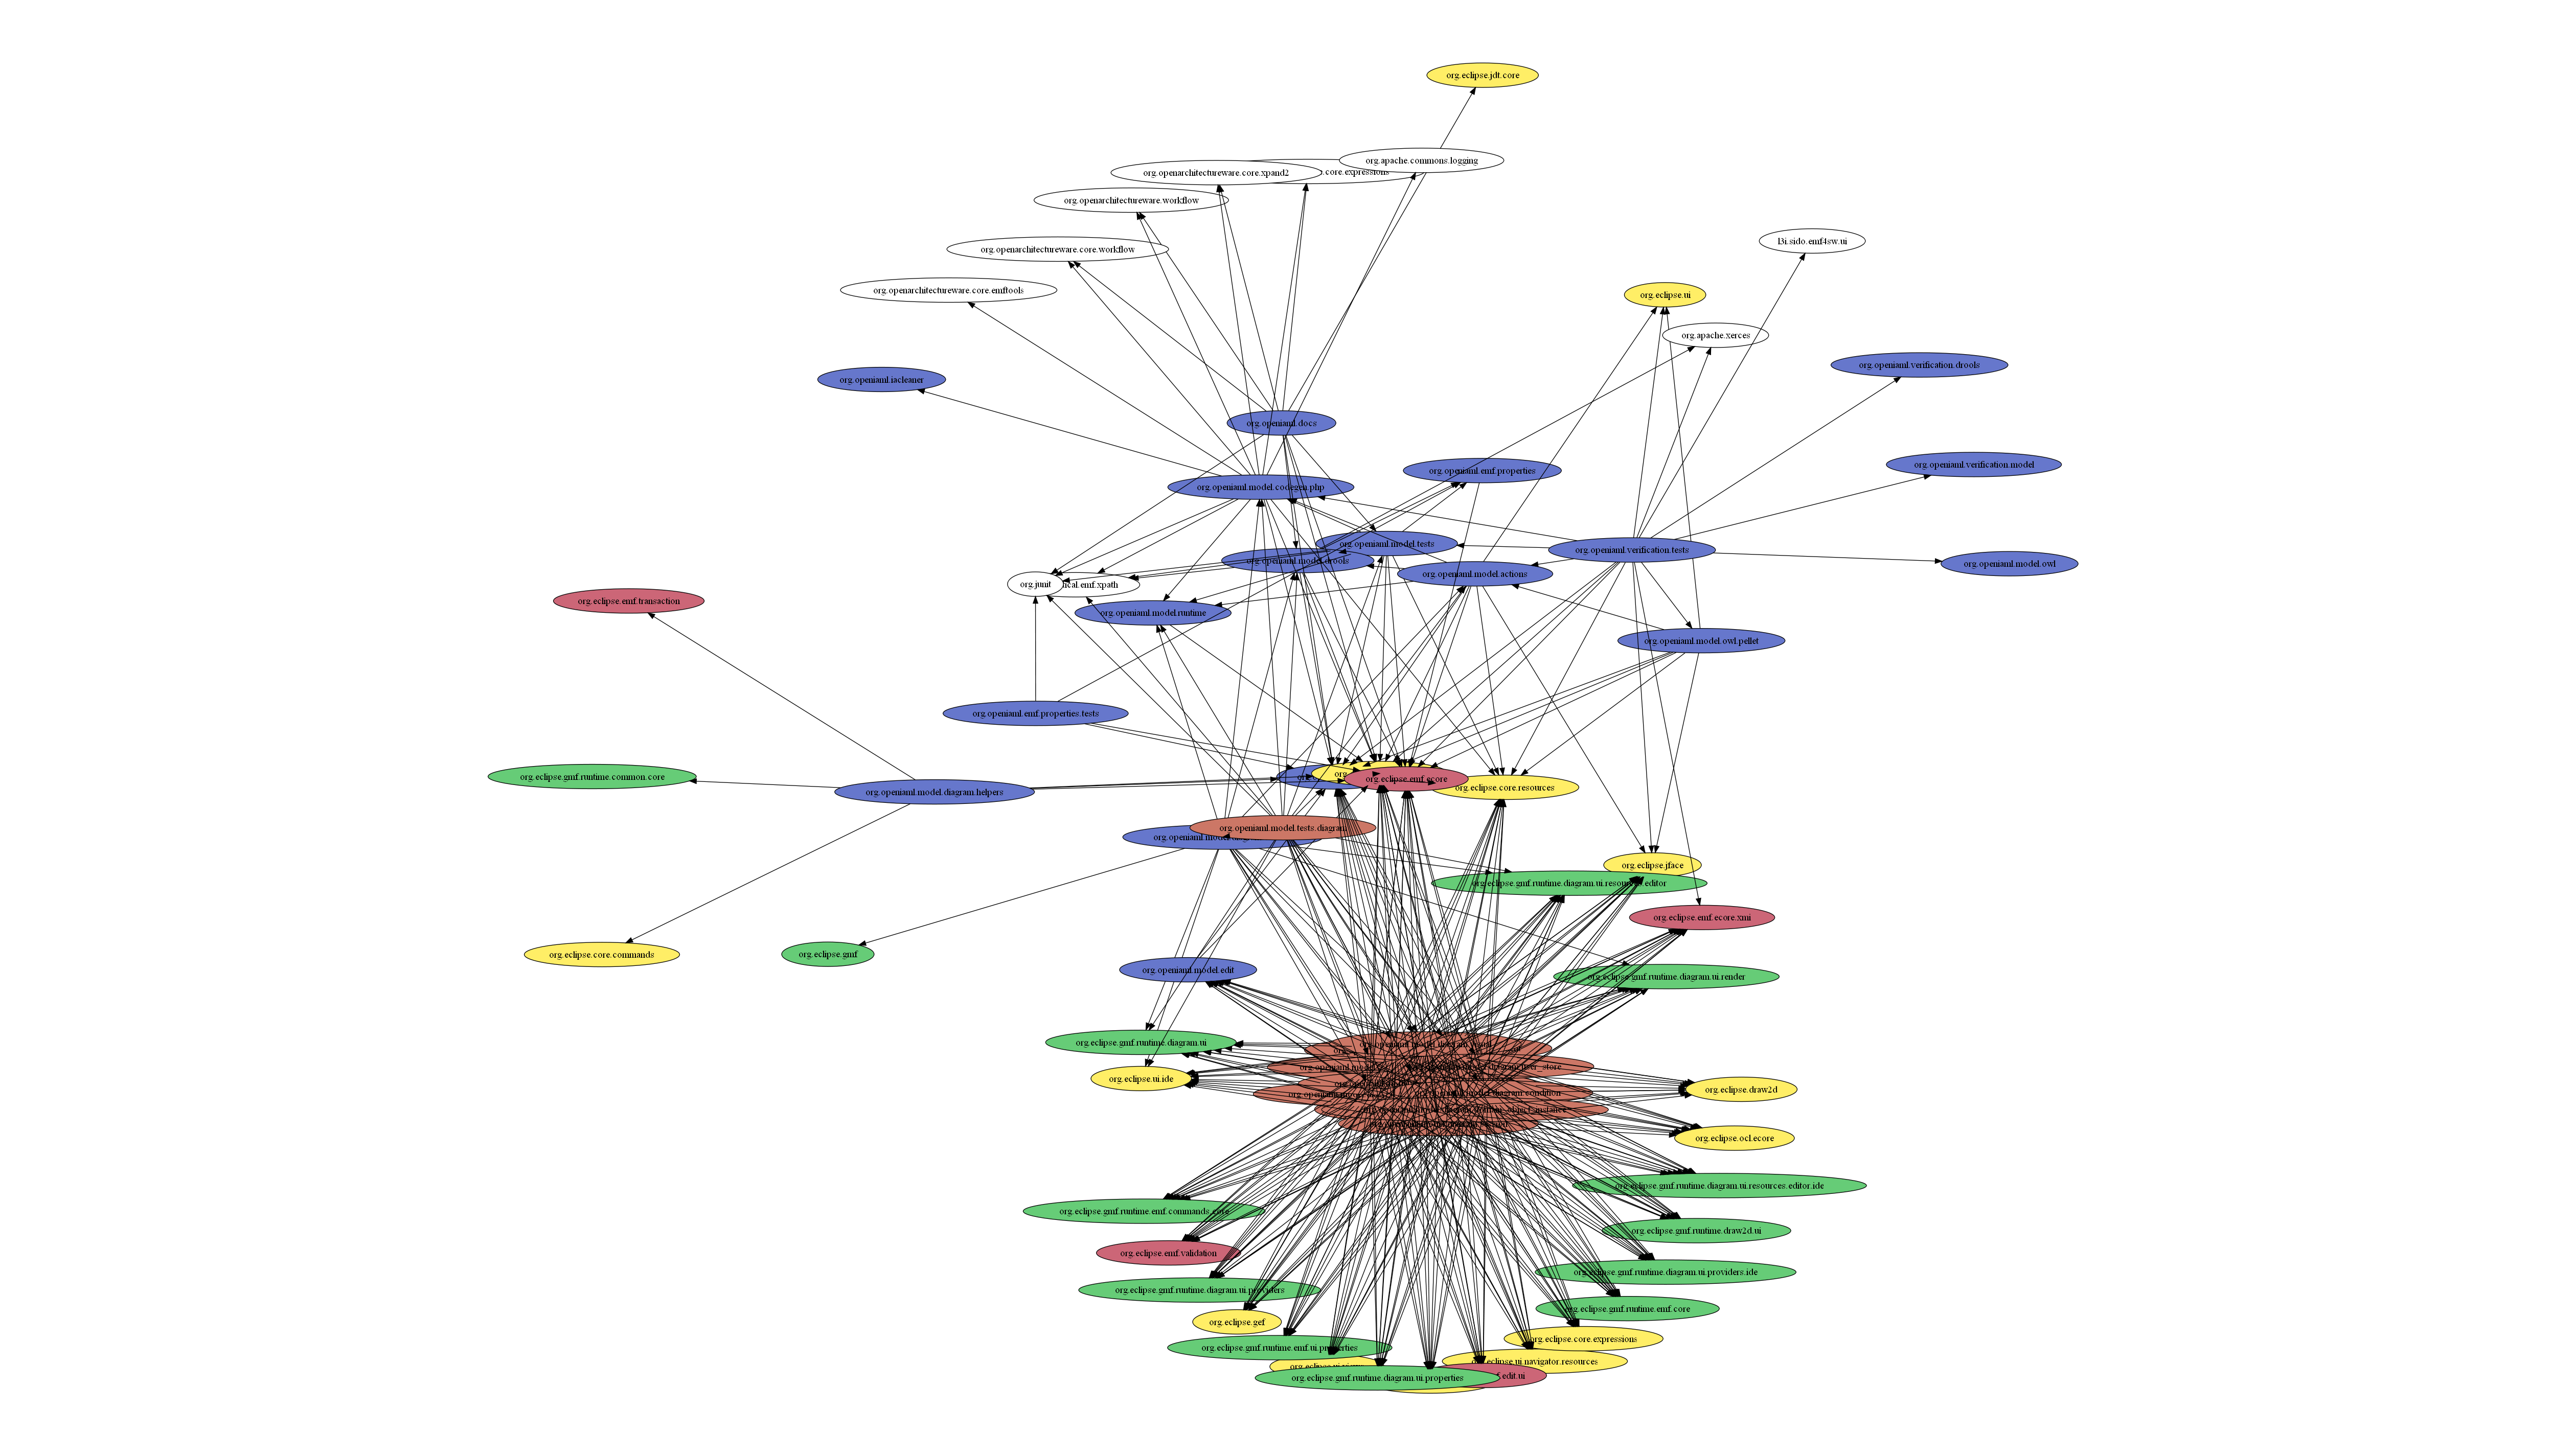 org.eclipse.jdt.core
org.apache.commons.logging
org.openarchitectureware.core.xpand2
.core.expressions
org.openarchitectureware.workflow
org.openarchitectureware.core.workflow
l3i.sido.emf4sw.ui
org.openarchitectureware.core.emftools
org.eclipse.ui
org.apache.xerces
org.openiaml.verification.drools
org.openiaml.iacleaner
org.openiaml.docs
org.openiaml.verification.model
org.openiaml.emf.properties
org.openiaml.model.codegen.php
org.openiaml.model.tests
org.openiaml.verification.tests
org.openiaml.model.drools
org.openiaml.model.owl
org.openiaml.model.actions
org.junit
ical.emf.xpath
org.eclipse.emf.transaction
org.openiaml.model.runtime
org.openiaml.model.owl.pellet
org.openiaml.emf.properties.tests
org.eclipse.gmf.runtime.common.core
org.eclipse.emf.ecore
org.eclipse.core.resources
org.openiaml.model.diagram.helpers
org.openiaml.model.tests.diagram
org.eclipse.jface
org.eclipse.gmf.runtime.diagram.ui.resources.editor
org.eclipse.emf.ecore.xmi
org.eclipse.core.commands
org.eclipse.gmf
org.openiaml.model.edit
org.eclipse.gmf.runtime.diagram.ui.render
org.eclipse.gmf.runtime.diagram.ui
org.eclipse.ui.ide
org.eclipse.draw2d
org.eclipse.ocl.ecore
org.eclipse.gmf.runtime.diagram.ui.resources.editor.ide
org.eclipse.gmf.runtime.emf.commands.core
org.eclipse.gmf.runtime.draw2d.ui
org.eclipse.emf.validation
org.eclipse.gmf.runtime.diagram.ui.providers.ide
org.eclipse.gmf.runtime.diagram.ui.providers
org.eclipse.gmf.runtime.emf.core
org.eclipse.gef
org.eclipse.core.expressions
org.eclipse.gmf.runtime.emf.ui.properties
org.eclipse.ui.navigator.resources
org.eclipse.gmf.runtime.diagram.ui.properties
.edit.ui